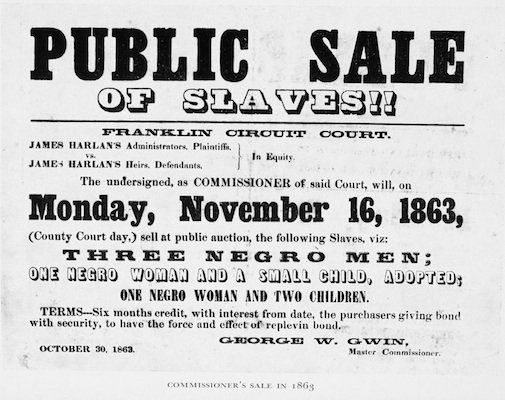 PUBLIC SALE
OF SLAVES!!
FRANKLIN CIRCUIT COURT.
JAMES HARLAN'S Administrators, Plaintiffs,
vs.
JAMES HARLAN'S Heirs, Defendants,
In Equity.
The undersigned, as COMMISSIONER of said Court, will, on
Monday, November 16, 1863,
(County Court day,) sell at public auction, the following Slaves, viz:
THREE NEGRO MEN;
ONE NEGRO WOMAN AND A SMALL CHILD, ADOPTED;
ONE NEGRO WOMAN AND TWO CHILDREN.
TERMS---Six months credit, with interest from date, the purchasers giving bond
with security, to have the force and effect of replevin bond.
GEORGE W. GWIN,
Master Commissioner.
OCTOBER 30, 1863.
COMMISSIONER'S SALE IN 1863